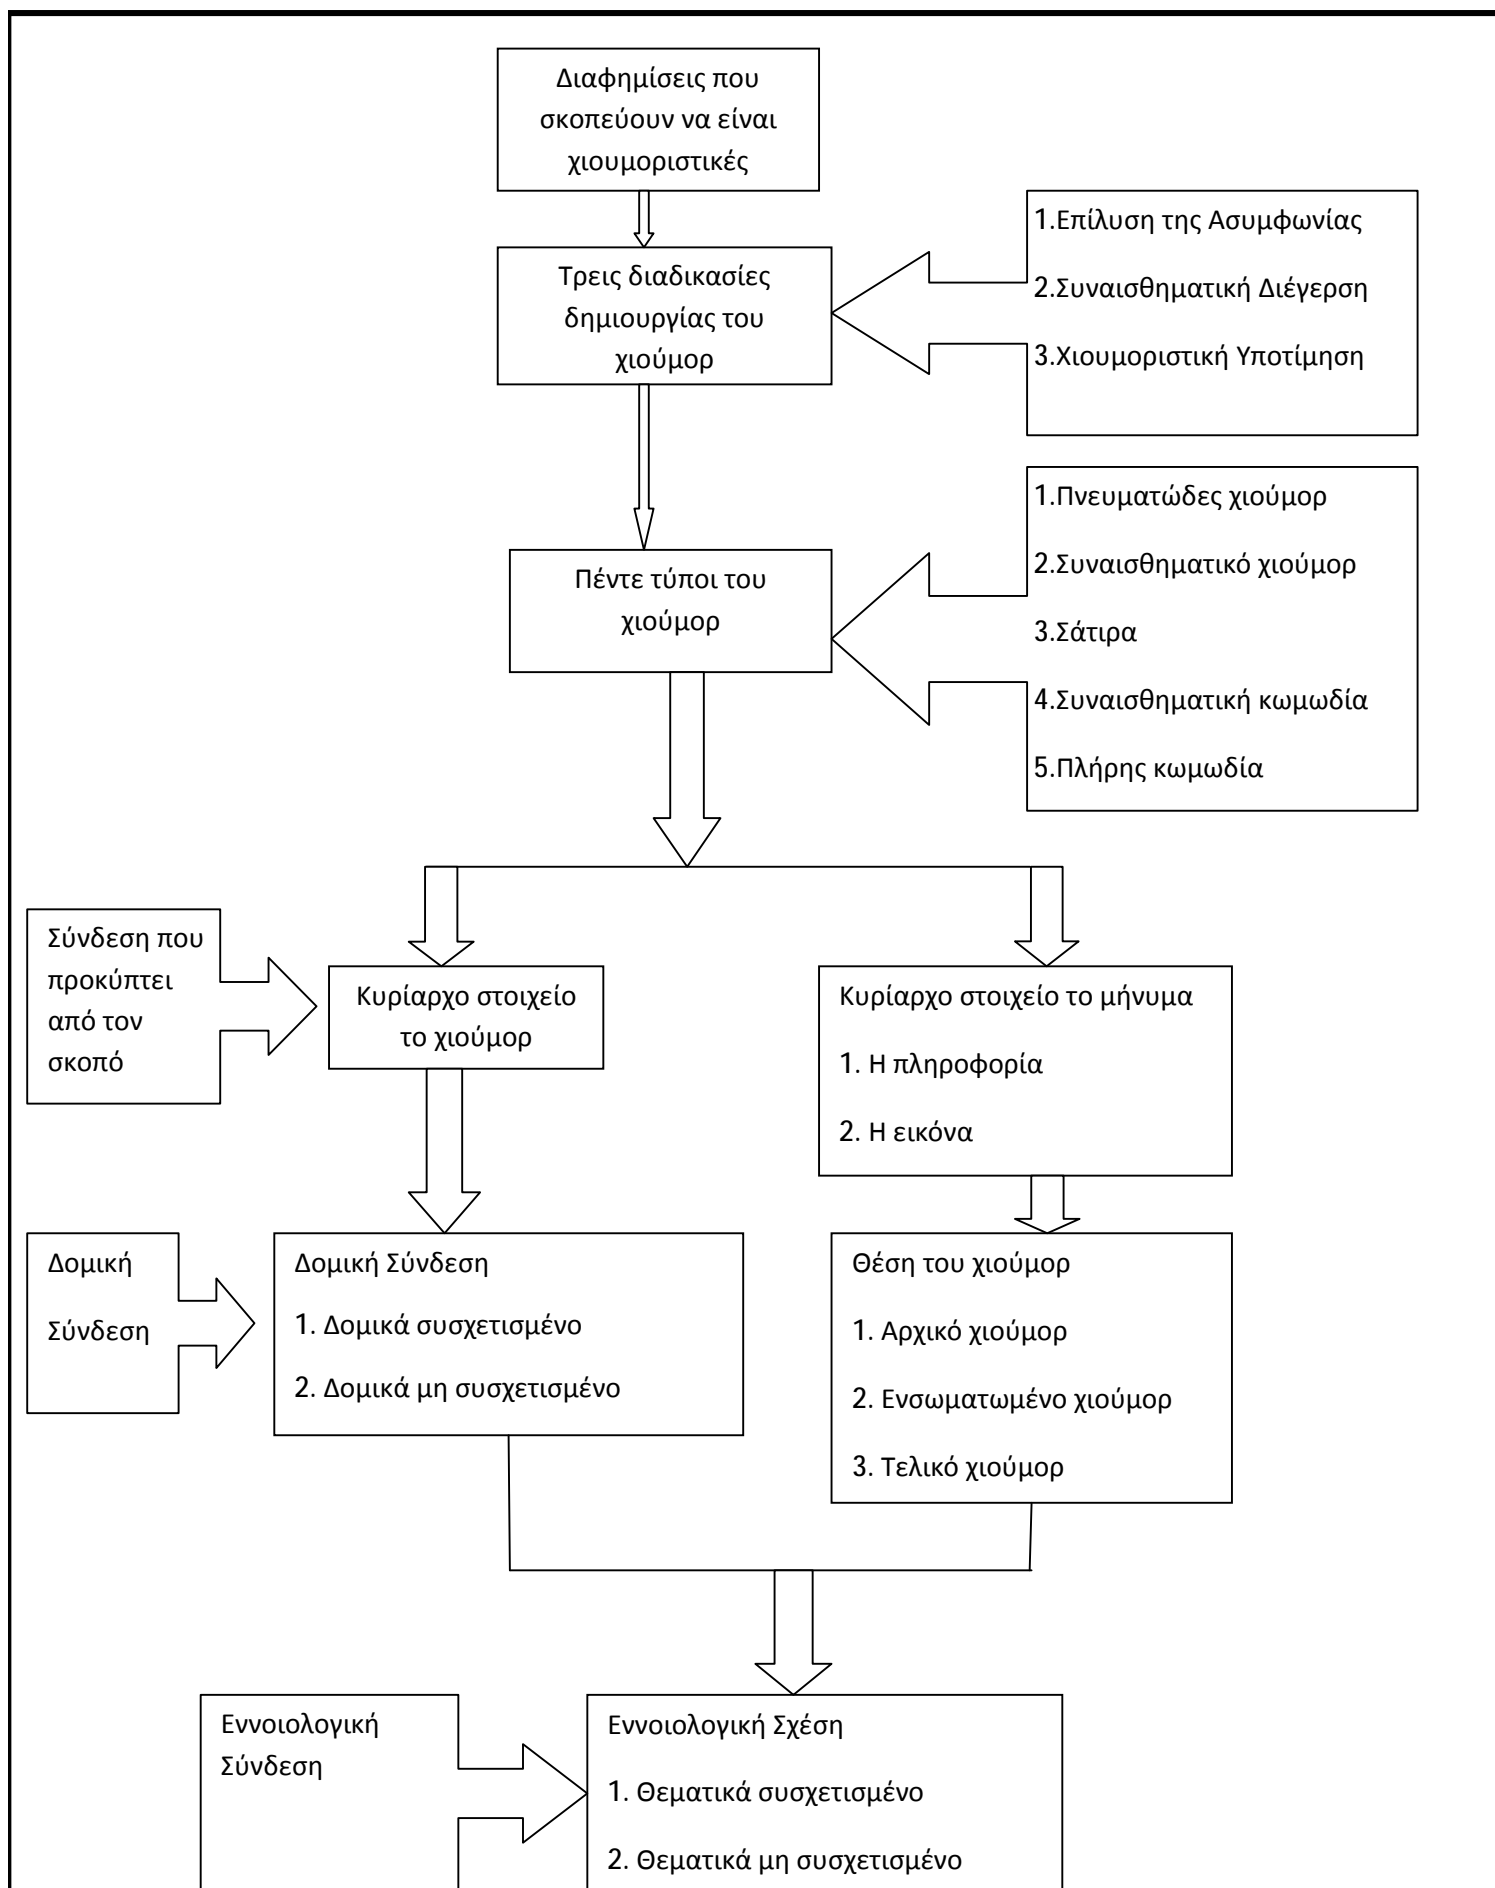 Διαφημίσεις που
σκοπεύουν να είναι
χιουμοριστικές
Τρεις διαδικασίες
δημιουργίας του
χιούμορ
1.Επίλυση της Ασυμφωνίας
2.Συναισθηματική Διέγερση
3.Χιουμοριστική Υποτίμηση
Πέντε τύποι του
χιούμορ
1.Πνευματώδες χιούμορ
2.Συναισθηματικό χιούμορ
3.Σάτιρα
4.Συναισθηματική κωμωδία
5.Πλήρης κωμωδία
Σύνδεση που
προκύπτει
από τον
σκοπό
Κυρίαρχο στοιχείο
το χιούμορ
Κυρίαρχο στοιχείο το μήνυμα
1. Η πληροφορία
2. Η εικόνα
Δομική
Σύνδεση
Δομική Σύνδεση
1. Δομικά συσχετισμένο
2. Δομικά μη συσχετισμένο
Θέση του χιούμορ
1. Αρχικό χιούμορ
2. Ενσωματωμένο χιούμορ
3. Τελικό χιούμορ
Εννοιολογική
Σύνδεση
Εννοιολογική Σχέση
1. Θεματικά συσχετισμένο
2. Θεματικά μη συσχετισμένο